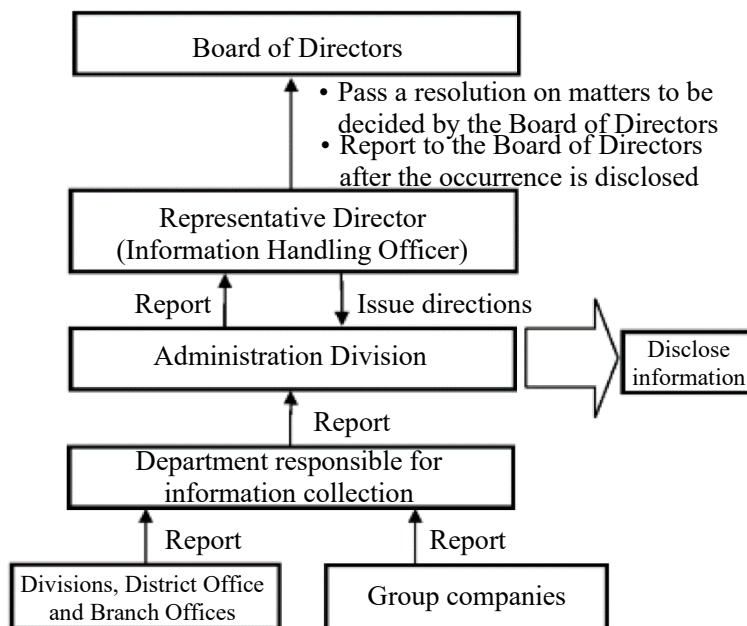 Board of Directors
• Pass a resolution on matters to be
decided by the Board of Directors
• Report to the Board of Directors
after the occurrence is disclosed
Representative Director
(Information Handling Officer)
Report
Issue directions
Administration Division
Disclose
information
Report
Department responsible for
information collection
Report
Report
Divisions, District Office
and Branch Offices
Group companies